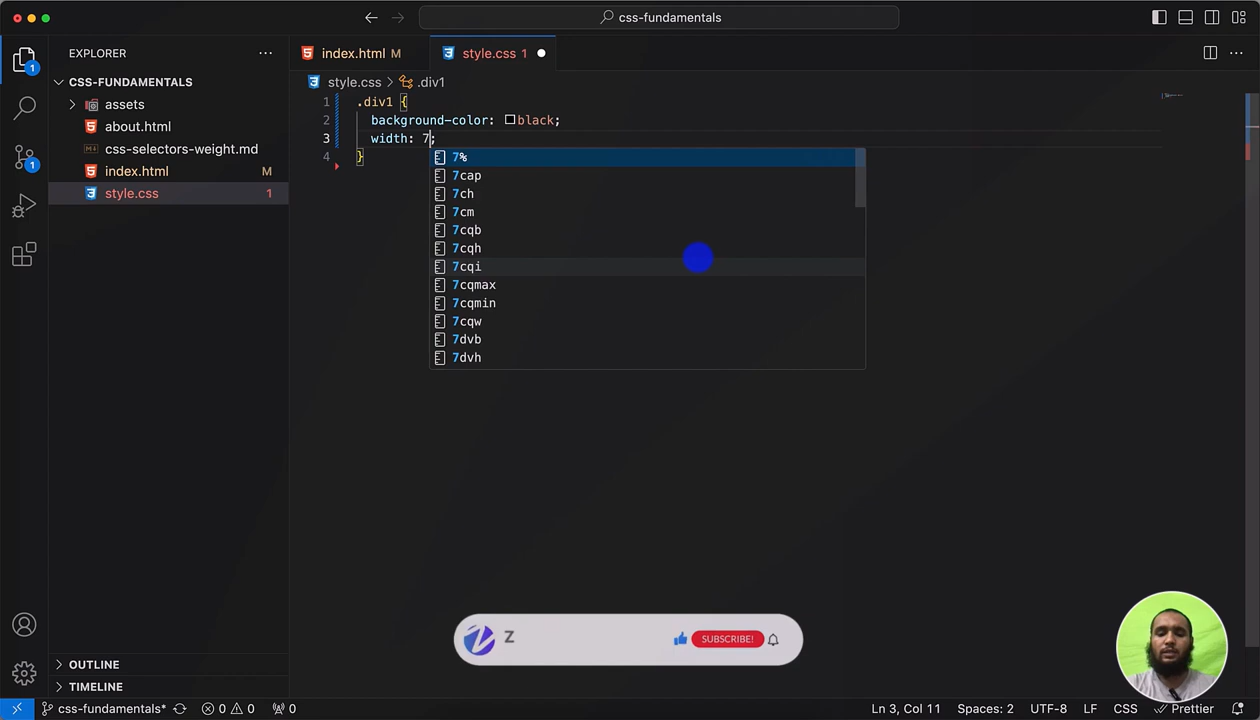 css-fundamentals
EXPLORER
index.html M
style.css 1
1
CSS-FUNDAMENTALS
style.css > .div1
assets
about.html
css-selectors-weight.md
index.html M
style.css 1
1
1 .div1 {
2 background-color: black;
3 width: 7;
4 }
7%
7cap
7ch
7cm
7cqb
7cqh
7cqi
7cqmax
7cqmin
7cqw
7dvb
7dvh
Z
SUBSCRIBE!
OUTLINE
TIMELINE
css-fundamentals* 0 0 0 Ln 3, Col 11 Spaces: 2 UTF-8 LF CSS Prettier